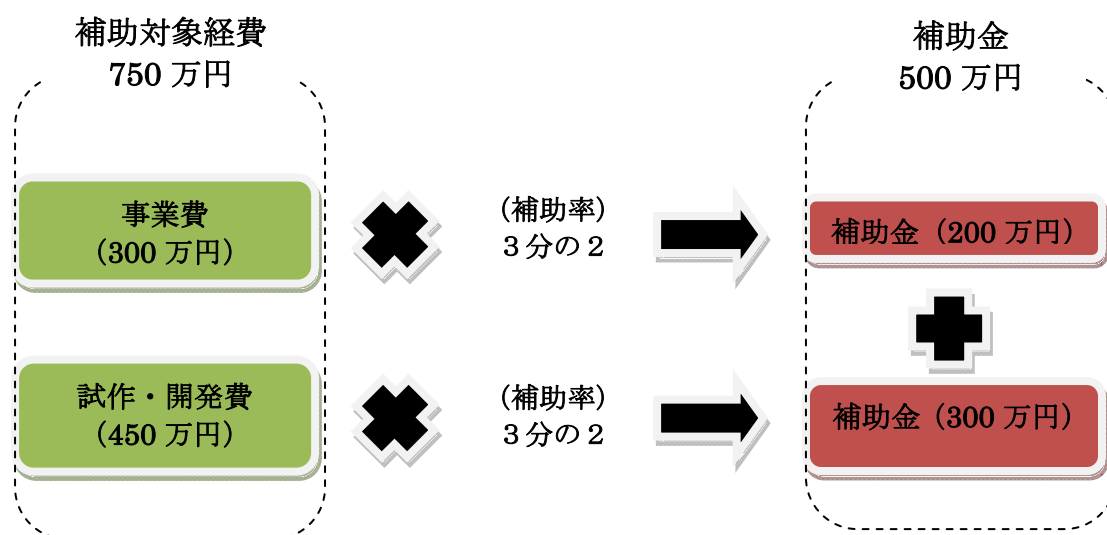 補助対象経費
750 万円
補助金
500 万円
事業費
（300 万円）
（補助率）
３分の２
補助金（200 万円）
試作・開発費
（450 万円）
（補助率）
３分の２
補助金（300 万円）